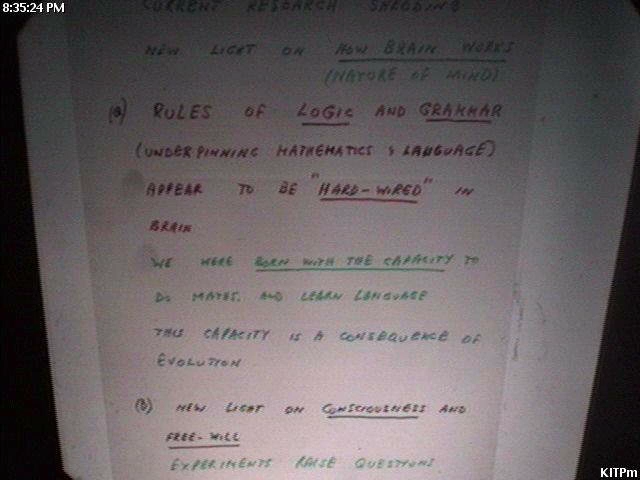 8:35:24 PM
CURRENT RESEARCH SHEDDING
NEW LIGHT ON HOW BRAIN WORKS
(NATURE OF MIND)
(a) RULES OF LOGIC AND GRAMMAR
(UNDERPINNING MATHEMATICS & LANGUAGE)
APPEAR TO BE "HARD-WIRED" IN
BRAIN
WE WERE BORN WITH THE CAPACITY TO
DO MATHS, AND LEARN LANGUAGE
THIS CAPACITY IS A CONSEQUENCE OF
EVOLUTION
(b) NEW LIGHT ON CONSCIOUSNESS AND
FREE-WILL
EXPERIMENTS RAISE QUESTIONS
KITPm